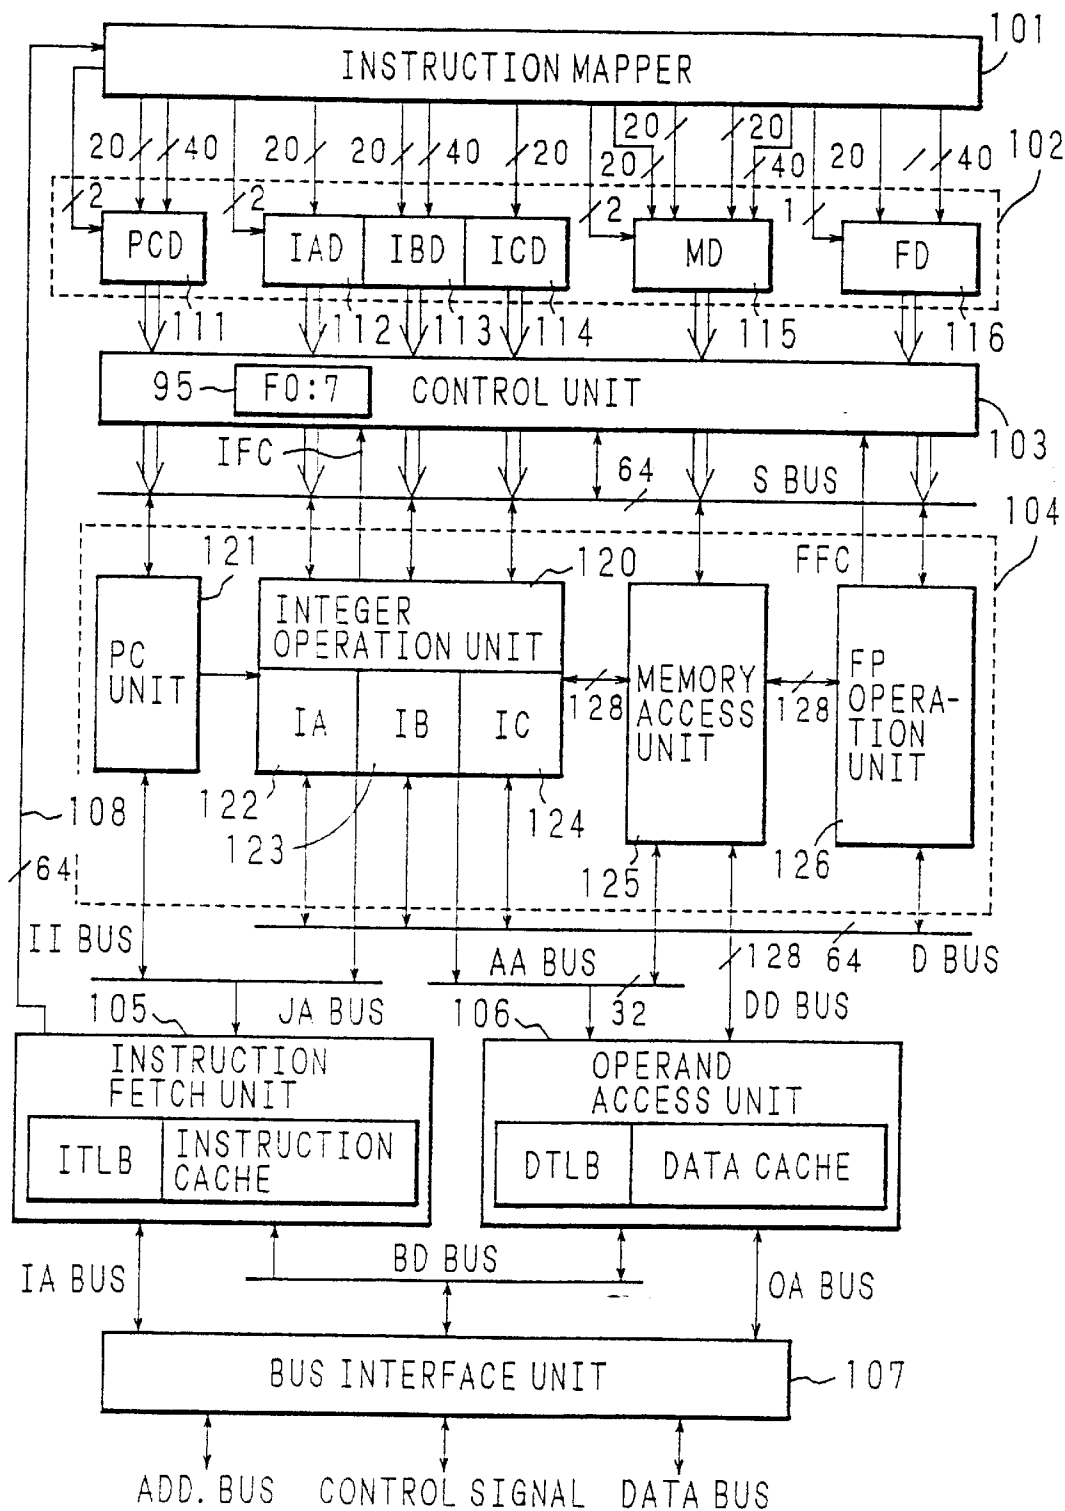 101
INSTRUCTION MAPPER
20 40 20 20 40 20 20 20 20 40 20 40
102
2 2 2 1
PCD IAD IBD ICD MD FD
111 112 113 114 115 116
95 F0:7 CONTROL UNIT
103
IFC 64 S BUS
104
121 120 FFC
PC UNIT
INTEGER
OPERATION UNIT
IA IB IC
128
MEMORY
ACCESS
UNIT
128
FP
OPERA-
TION
UNIT
108
122 123 124 125 126
64
II BUS
AA BUS
128
64
D BUS
105
JA BUS
106
32
DD BUS
INSTRUCTION
FETCH UNIT
ITLB
INSTRUCTION
CACHE
OPERAND
ACCESS UNIT
DTLB DATA CACHE
IA BUS BD BUS OA BUS
BUS INTERFACE UNIT
107
ADD. BUS CONTROL SIGNAL DATA BUS